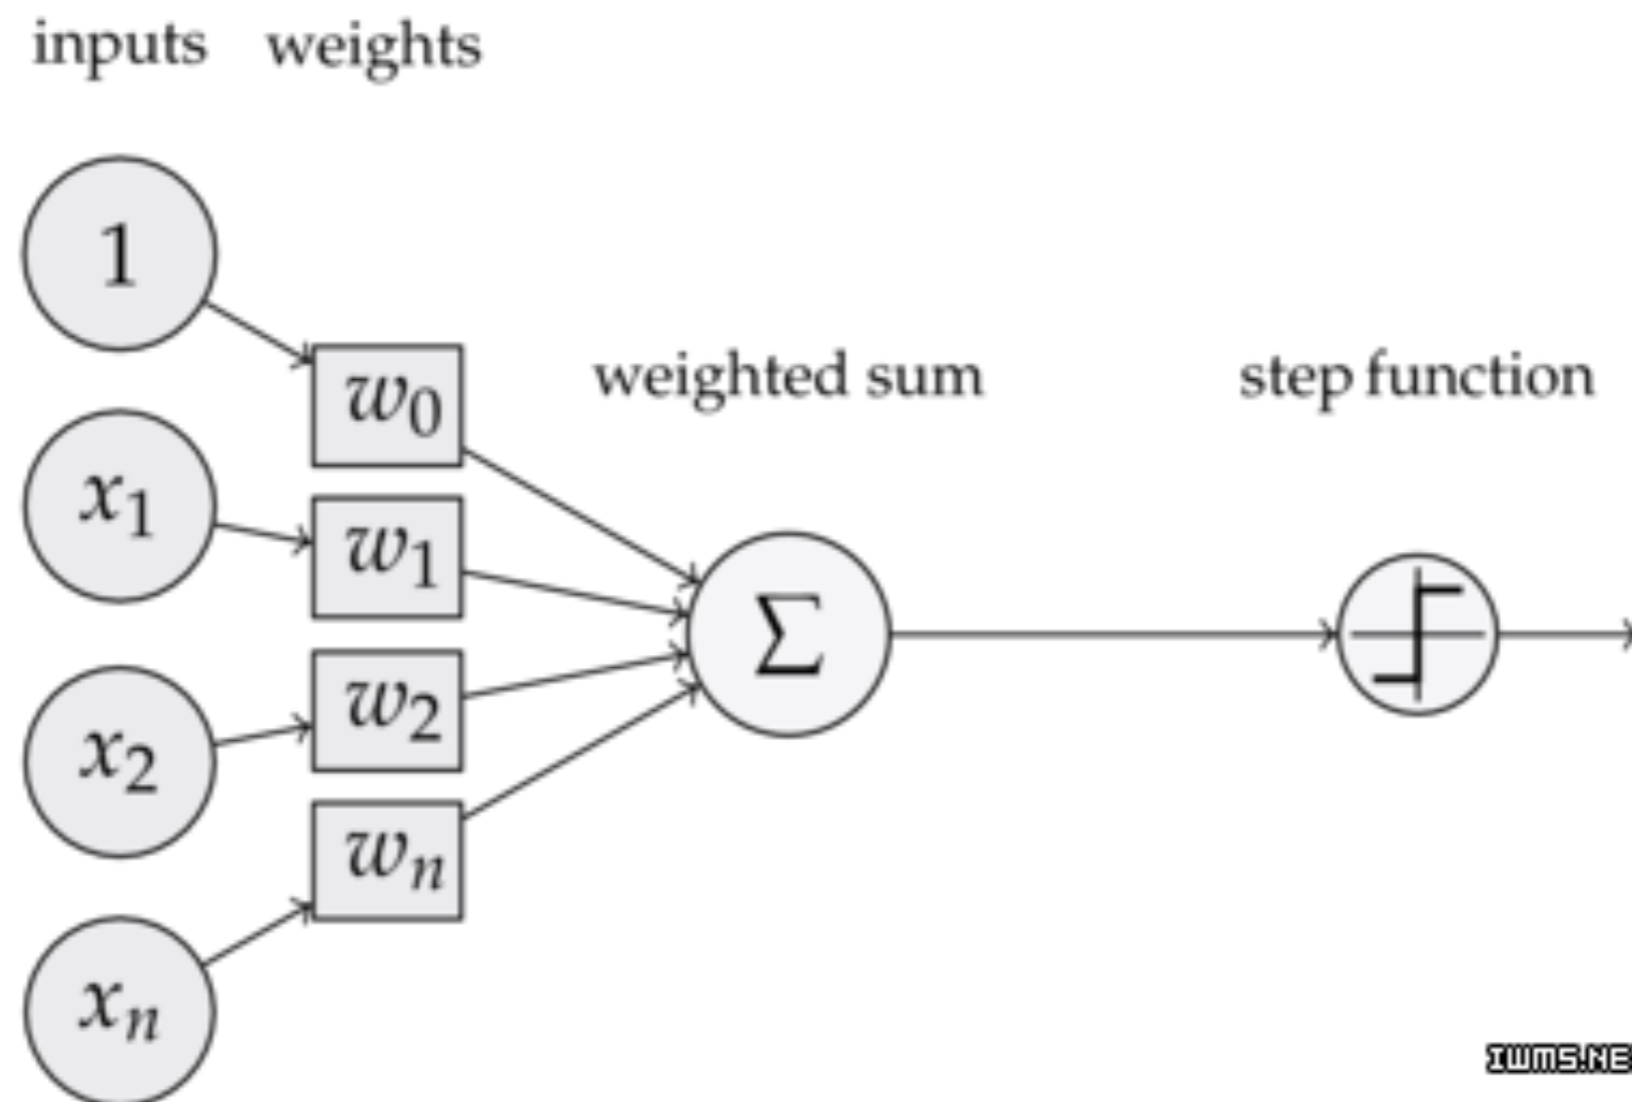 inputs weights
1
w₀
weighted sum
step function
x₁
w₁
Σ
w₂
x₂
wₙ
xₙ
IWMS.NE